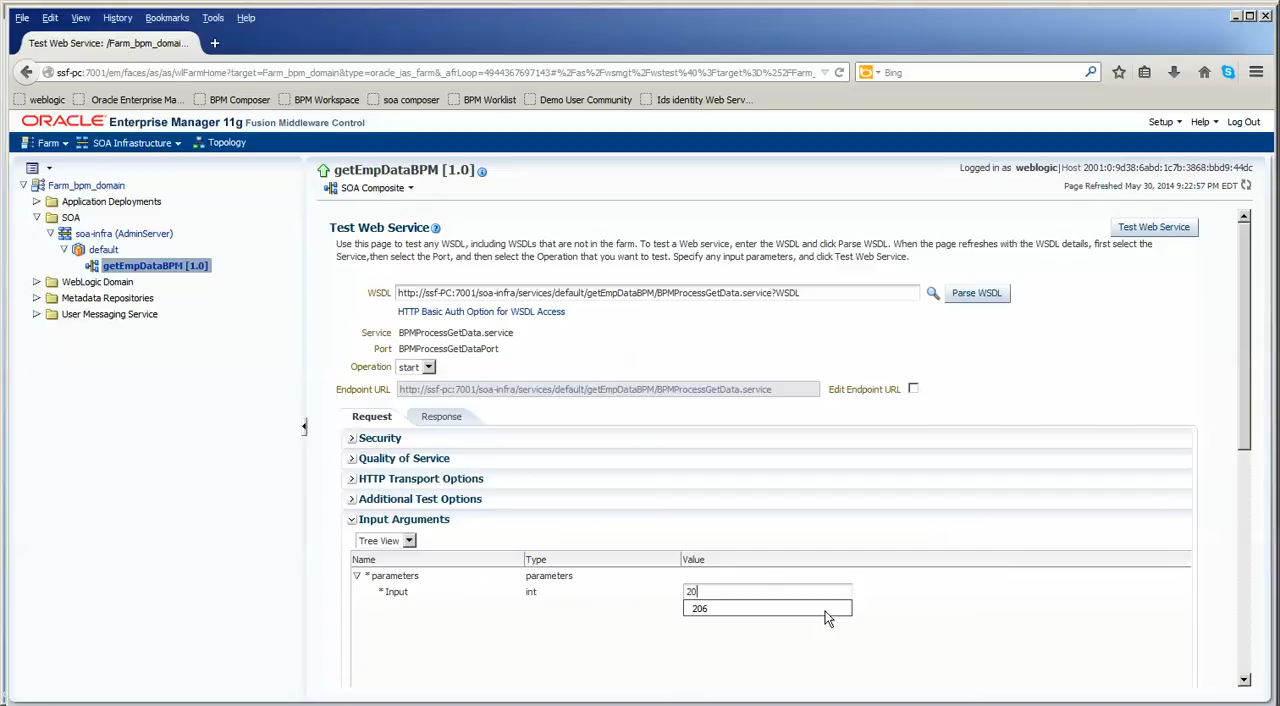 File Edit View History Bookmarks Tools Help
Test Web Service: /Farm_bpm_domai... +
ssf-pc:7001/em/faces/as/as/wlFarmHome?target=Farm_bpm_domain&type=oracle_ias_farm&_afrLoop=4944367697143#%2Fas%2Fwsmgt%2Fwstest%40%3Ftarget%3D%252FFarm_ Bing
weblogic Oracle Enterprise Ma... BPM Composer BPM Workspace soa composer BPM Worklist Demo User Community Ids identity Web Serv...
ORACLE Enterprise Manager 11g Fusion Middleware Control Setup Help Log Out
Farm SOA Infrastructure Topology
Farm_bpm_domain
Application Deployments
SOA
soa-infra (AdminServer)
default
getEmpDataBPM [1.0]
WebLogic Domain
Metadata Repositories
User Messaging Service
getEmpDataBPM [1.0]
Logged in as weblogic|Host 2001:0:9d38:6abd:1c7b:3868:bbd9:44dc
SOA Composite
Page Refreshed May 30, 2014 9:22:57 PM EDT
Test Web Service
Test Web Service
Use this page to test any WSDL, including WSDLs that are not in the farm. To test a Web service, enter the WSDL and click Parse WSDL. When the page refreshes with the WSDL details, first select the
Service,then select the Port, and then select the Operation that you want to test. Specify any input parameters, and click Test Web Service.
WSDL http://ssf-PC:7001/soa-infra/services/default/getEmpDataBPM/BPMProcessGetData.service?WSDL Parse WSDL
HTTP Basic Auth Option for WSDL Access
Service BPMProcessGetData.service
Port BPMProcessGetDataPort
Operation start
Endpoint URL http://ssf-pc:7001/soa-infra/services/default/getEmpDataBPM/BPMProcessGetData.service Edit Endpoint URL
Request Response
Security
Quality of Service
HTTP Transport Options
Additional Test Options
Input Arguments
Tree View
Name Type Value
* parameters parameters
* Input int 20
206